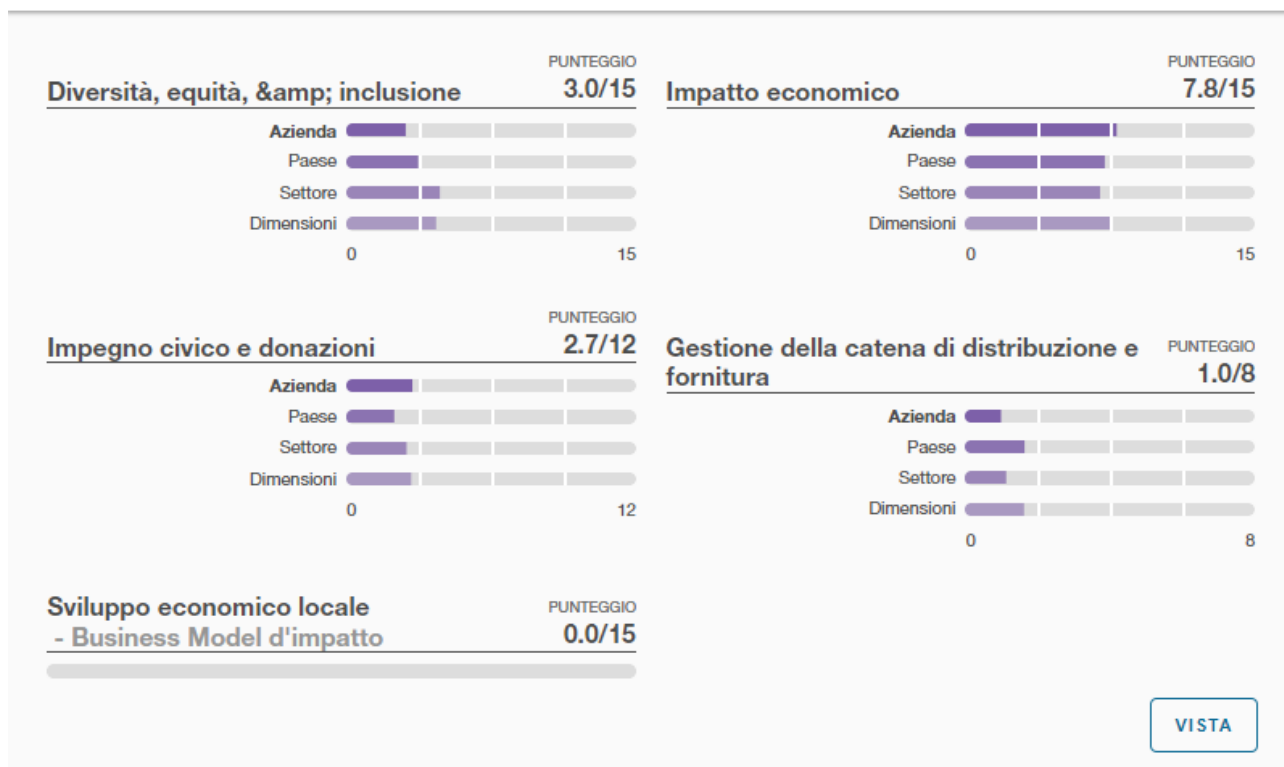 PUNTEGGIO
Diversità, equità, &amp; inclusione 3.0/15
Azienda
Paese
Settore
Dimensioni
0 15
PUNTEGGIO
Impatto economico 7.8/15
Azienda
Paese
Settore
Dimensioni
0 15
PUNTEGGIO
Impegno civico e donazioni 2.7/12
Azienda
Paese
Settore
Dimensioni
0 12
Gestione della catena di distribuzione e PUNTEGGIO
fornitura 1.0/8
Azienda
Paese
Settore
Dimensioni
0 8
Sviluppo economico locale PUNTEGGIO
- Business Model d'impatto 0.0/15
VISTA